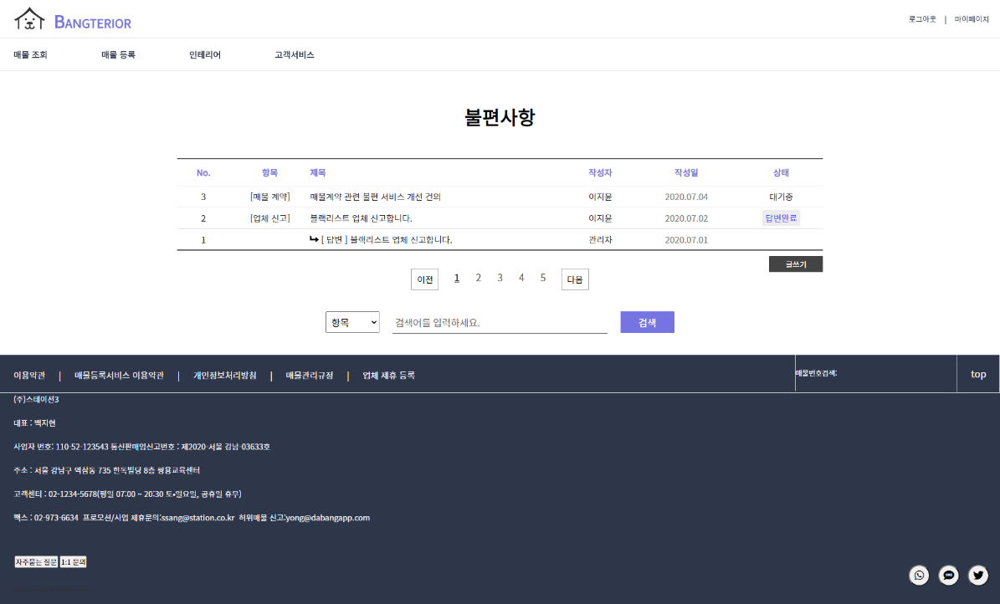 BANGTERIOR
로그아웃 | 마이페이지
매물 조회 매물 등록 인테리어 고객서비스
불편사항
No. 항목 제목 작성자 작성일 상태
3 [매물 계약] 매물계약 관련 불편 서비스 개선 건의 이지윤 2020.07.04 대기중
2 [업체 신고] 블랙리스트 업체 신고합니다. 이지윤 2020.07.02 답변완료
1 [ 답변 ] 블랙리스트 업체 신고합니다. 관리자 2020.07.01
글쓰기
이전 1 2 3 4 5 다음
항목 검색어를 입력하세요. 검색
이용약관 | 매물등록서비스 이용약관 | 개인정보처리방침 | 매물관리규정 | 업체 제휴 등록 매물번호검색: top
(주)스테이션3
대표 : 백지현
사업자 번호: 110-52-123543 통신판매업신고번호 : 제2020-서울 강남-03633호
주소 : 서울 강남구 역삼동 735 한독빌딩 8층 쌍용교육센터
고객센터 : 02-1234-5678(평일 07:00 ~ 20:30 토•일요일, 공휴일 휴무)
팩스 : 02-973-6634 프로모션/사업 제휴문의:ssang@station.co.kr 허위매물 신고:yong@dabangapp.com
자주묻는 질문 1:1 문의